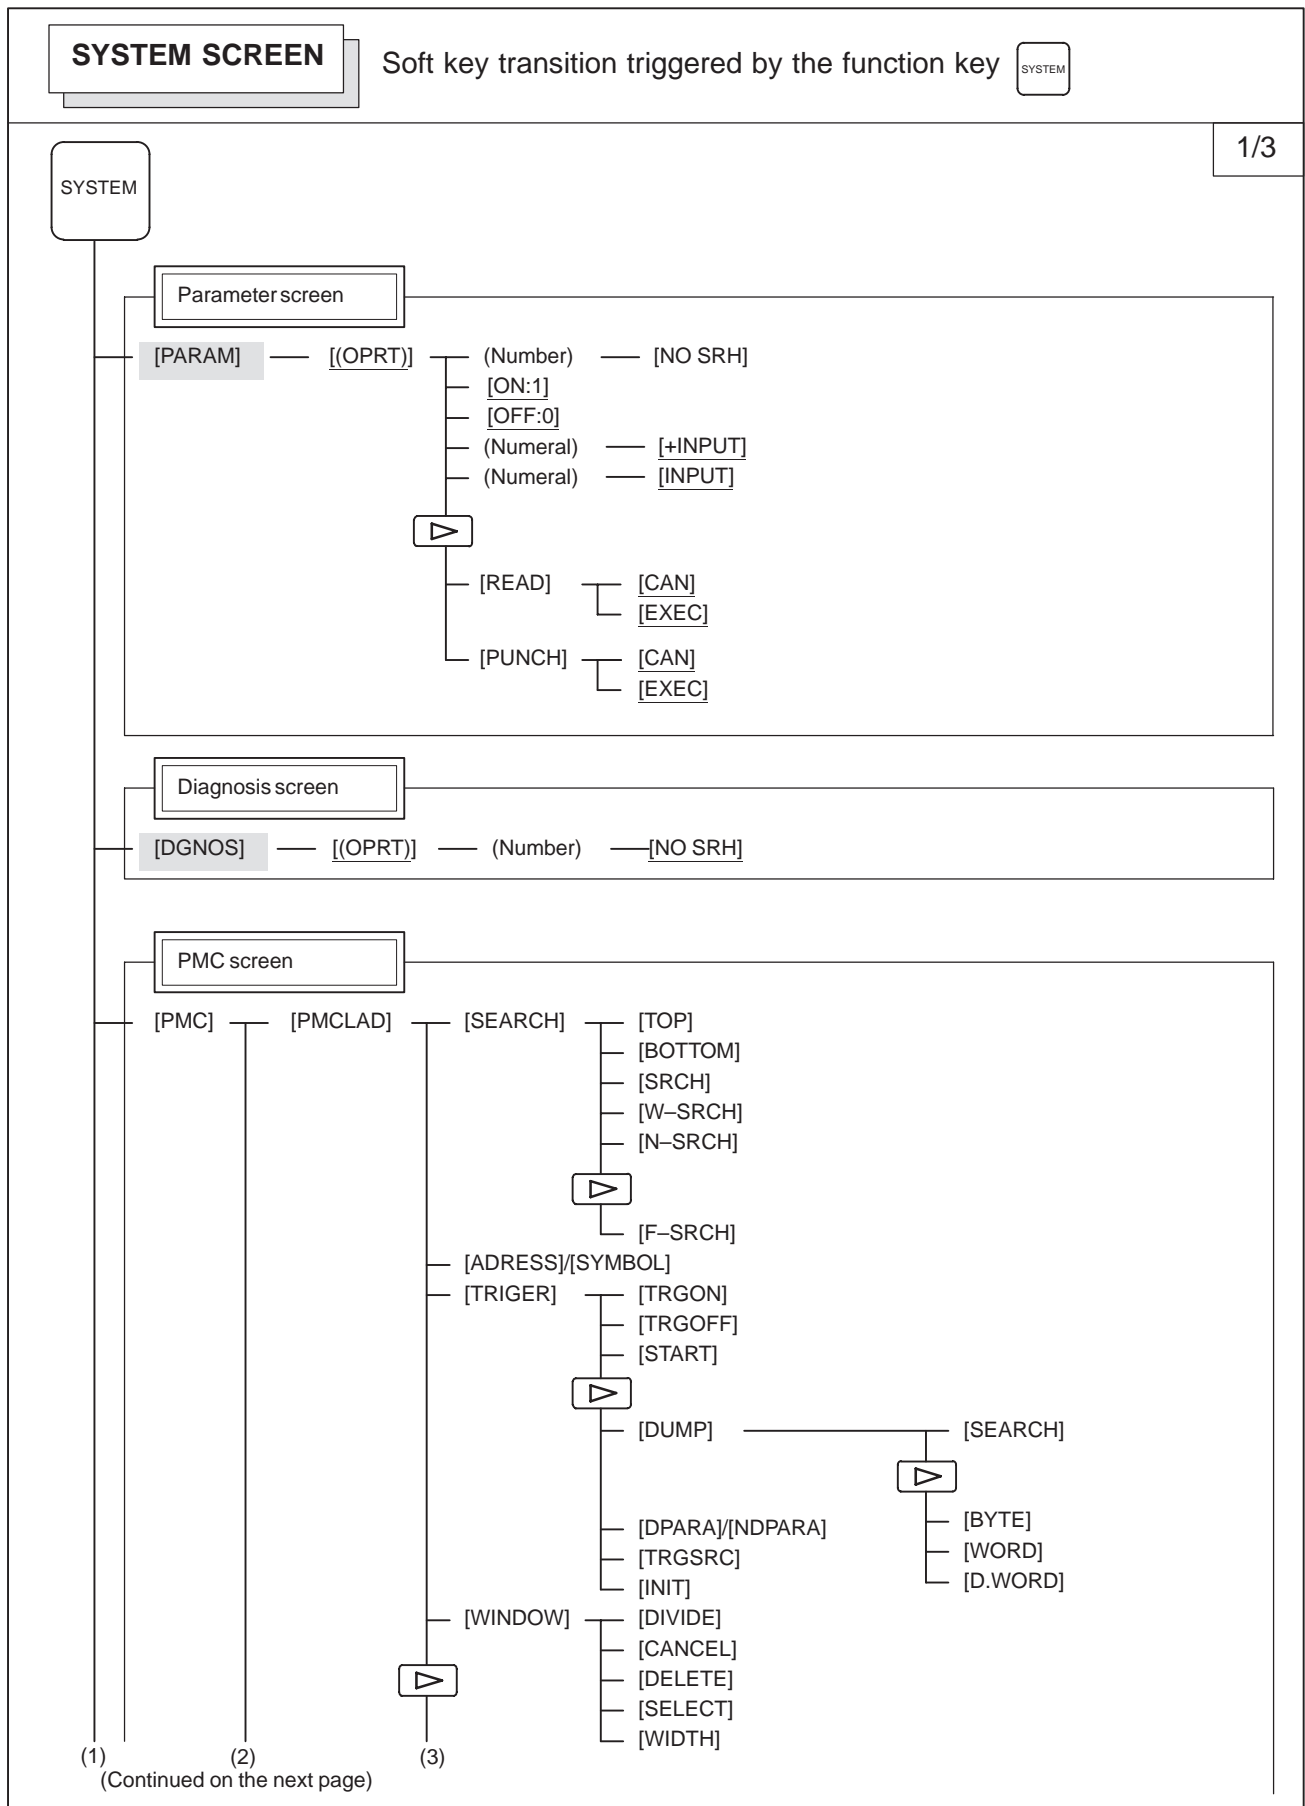 SYSTEM SCREEN Soft key transition triggered by the function key SYSTEM
1/3
SYSTEM
Parameter screen
[PARAM] [(OPRT)] (Number) [NO SRH]
[ON:1]
[OFF:0]
(Numeral) [+INPUT]
(Numeral) [INPUT]
[READ] [CAN]
[EXEC]
[PUNCH] [CAN]
[EXEC]
Diagnosis screen
[DGNOS] [(OPRT)] (Number) [NO SRH]
PMC screen
[PMC] [PMCLAD] [SEARCH] [TOP]
[BOTTOM]
[SRCH]
[W–SRCH]
[N–SRCH]
[F–SRCH]
[ADRESS]/[SYMBOL]
[TRIGER] [TRGON]
[TRGOFF]
[START]
[DUMP] [SEARCH]
[BYTE]
[DPARA]/[NDPARA]
[WORD]
[TRGSRC]
[D.WORD]
[INIT]
[WINDOW] [DIVIDE]
[CANCEL]
[DELETE]
[SELECT]
[WIDTH]
(1) (2) (3)
(Continued on the next page)